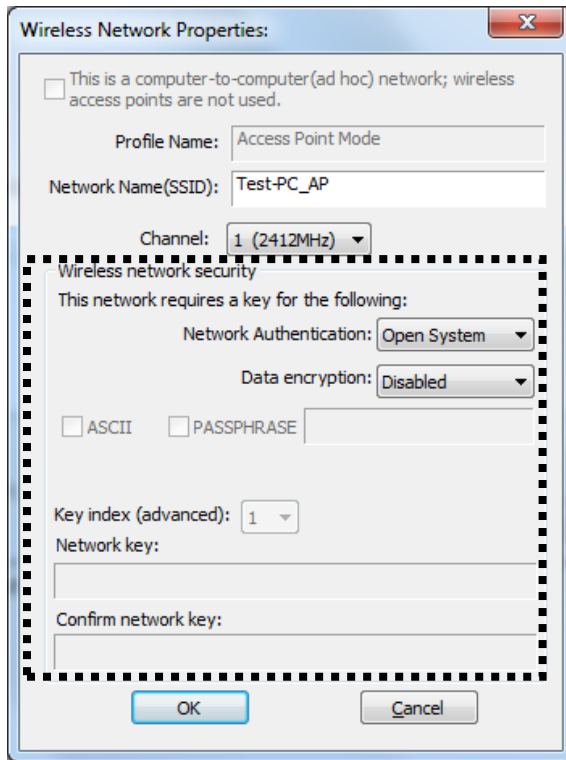 Wireless Network Properties:
This is a computer-to-computer(ad hoc) network; wireless
access points are not used.
Profile Name: Access Point Mode
Network Name(SSID): Test-PC_AP
Channel: 1 (2412MHz)
Wireless network security
This network requires a key for the following:
Network Authentication: Open System
Data encryption: Disabled
ASCII PASSPHRASE
Key index (advanced): 1
Network key:
Confirm network key:
OK Cancel